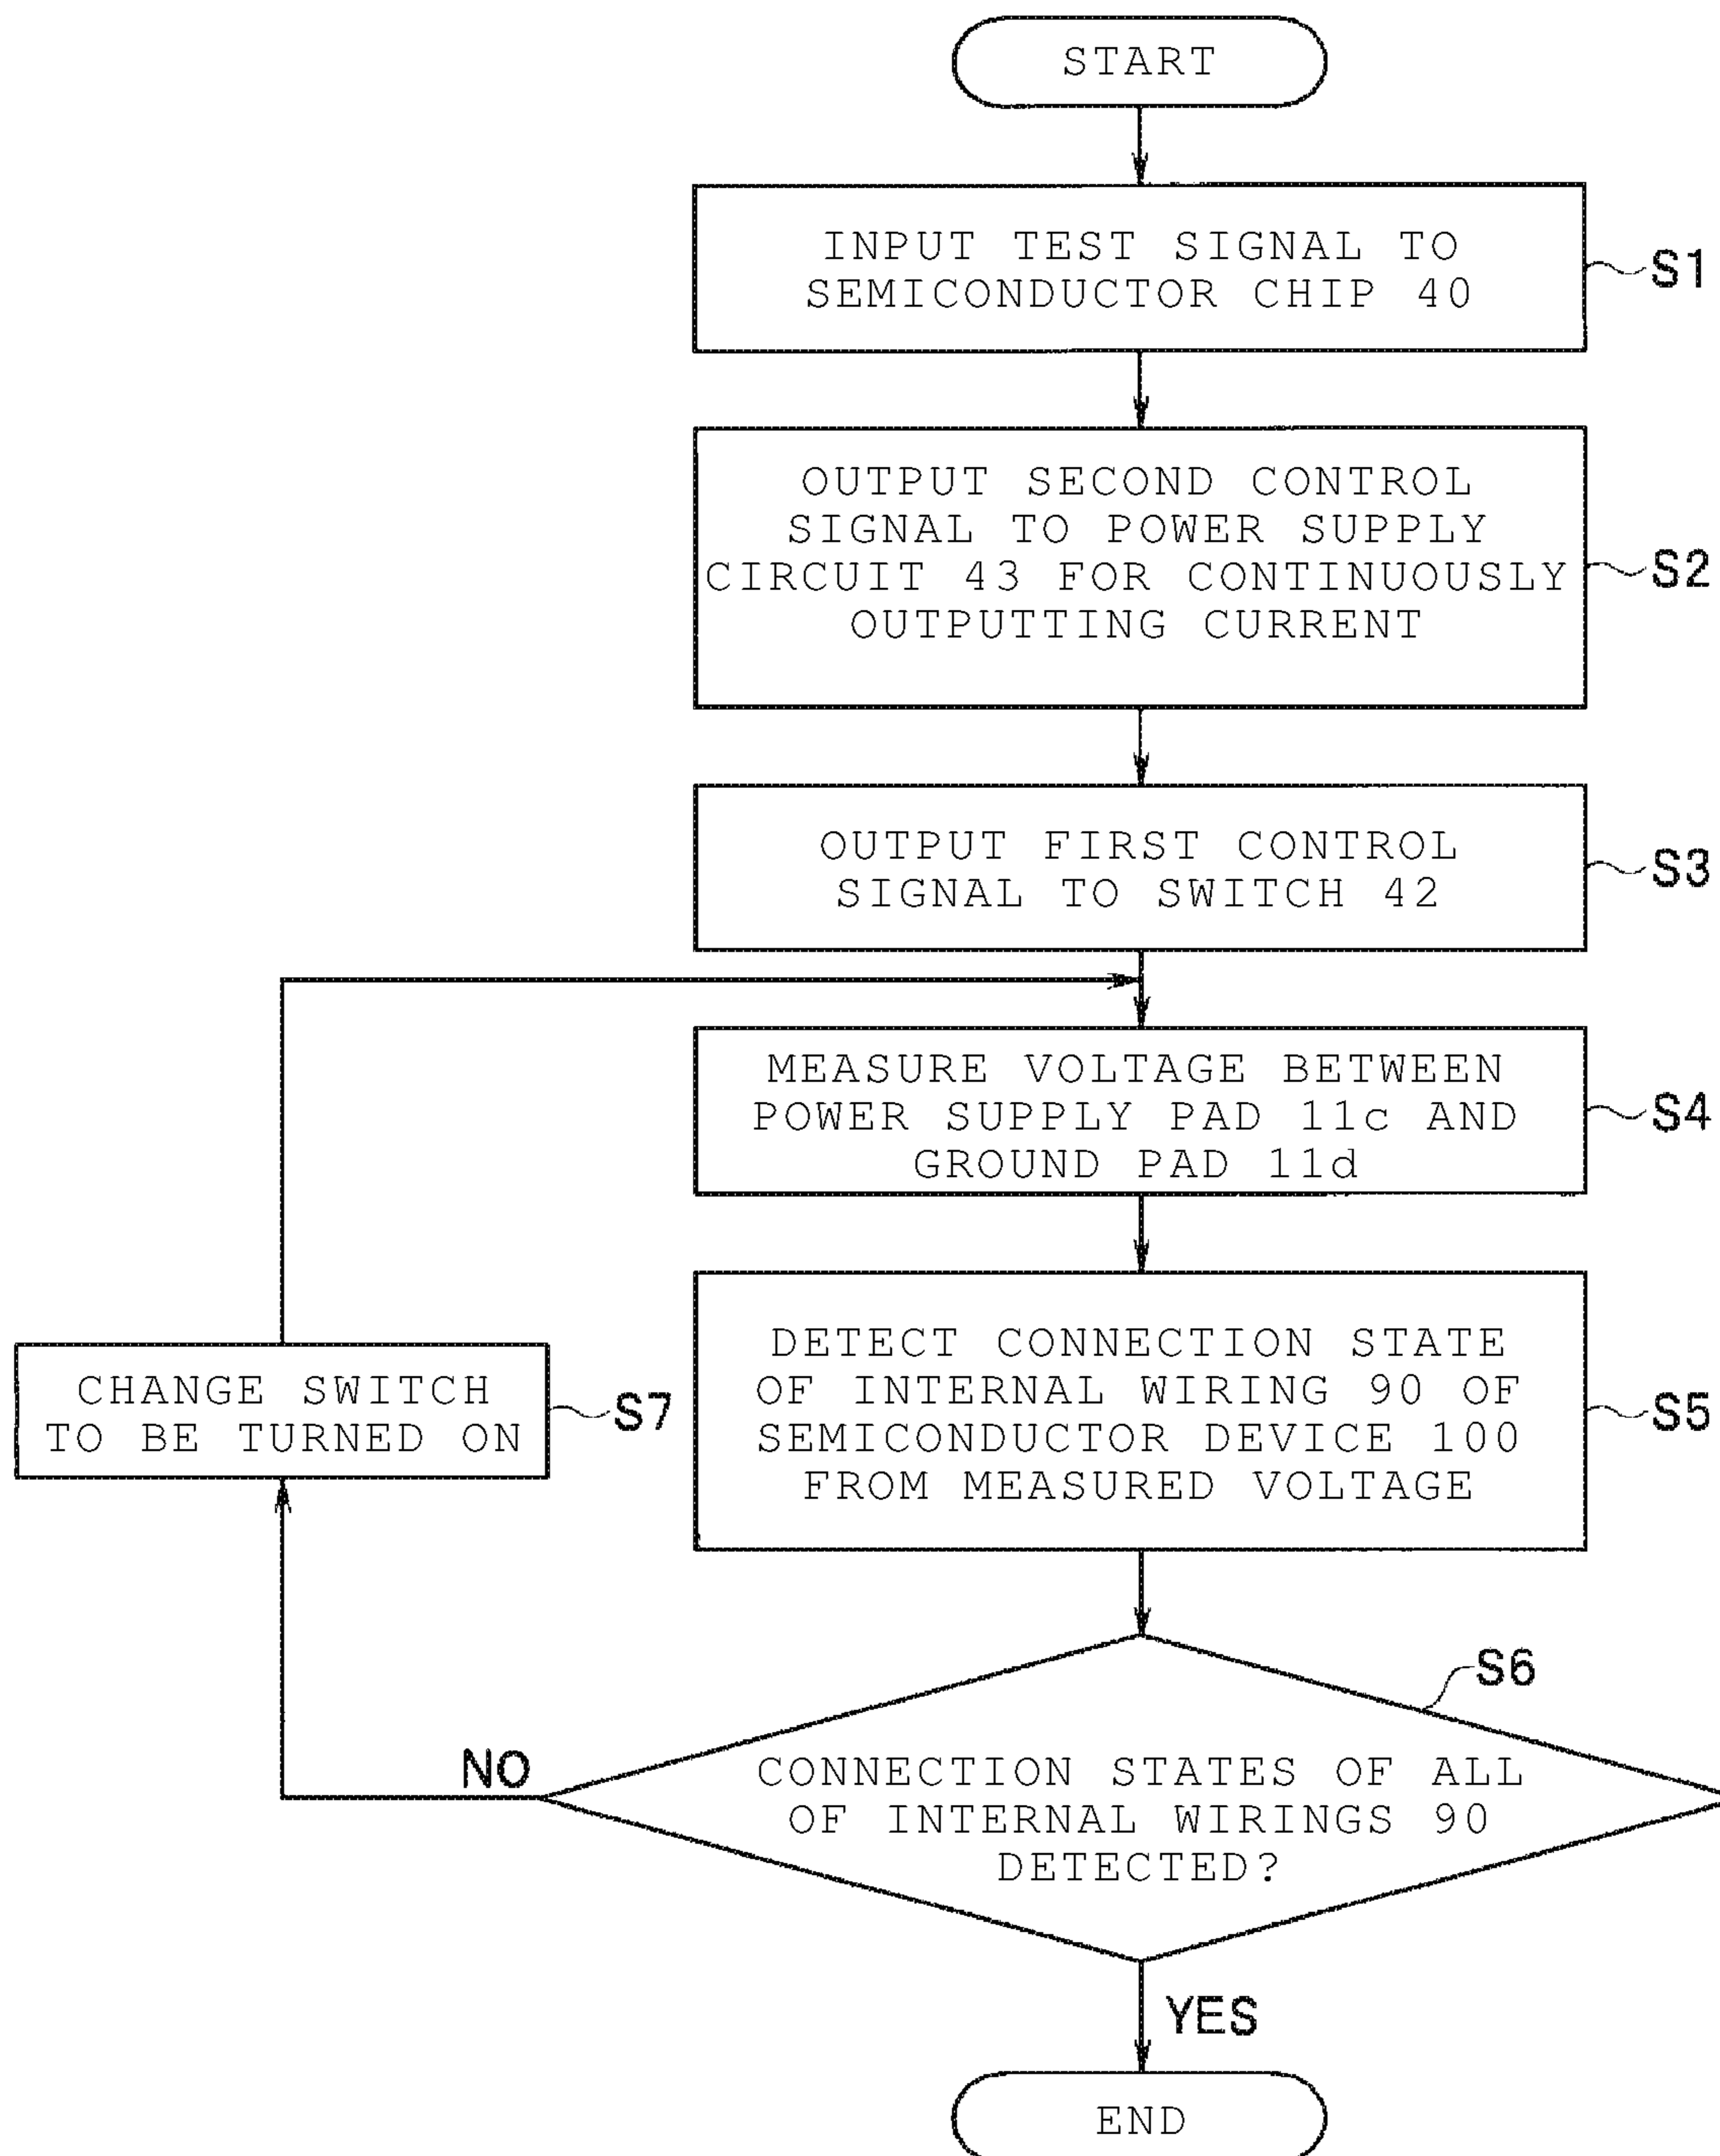 START
INPUT TEST SIGNAL TO
SEMICONDUCTOR CHIP 40
S1
OUTPUT SECOND CONTROL
SIGNAL TO POWER SUPPLY
CIRCUIT 43 FOR CONTINUOUSLY
OUTPUTTING CURRENT
S2
OUTPUT FIRST CONTROL
SIGNAL TO SWITCH 42
S3
MEASURE VOLTAGE BETWEEN
POWER SUPPLY PAD 11c AND
GROUND PAD 11d
S4
DETECT CONNECTION STATE
OF INTERNAL WIRING 90 OF
SEMICONDUCTOR DEVICE 100
FROM MEASURED VOLTAGE
S5
CHANGE SWITCH
TO BE TURNED ON
S7
S6
NO
CONNECTION STATES OF ALL
OF INTERNAL WIRINGS 90
DETECTED?
YES
END